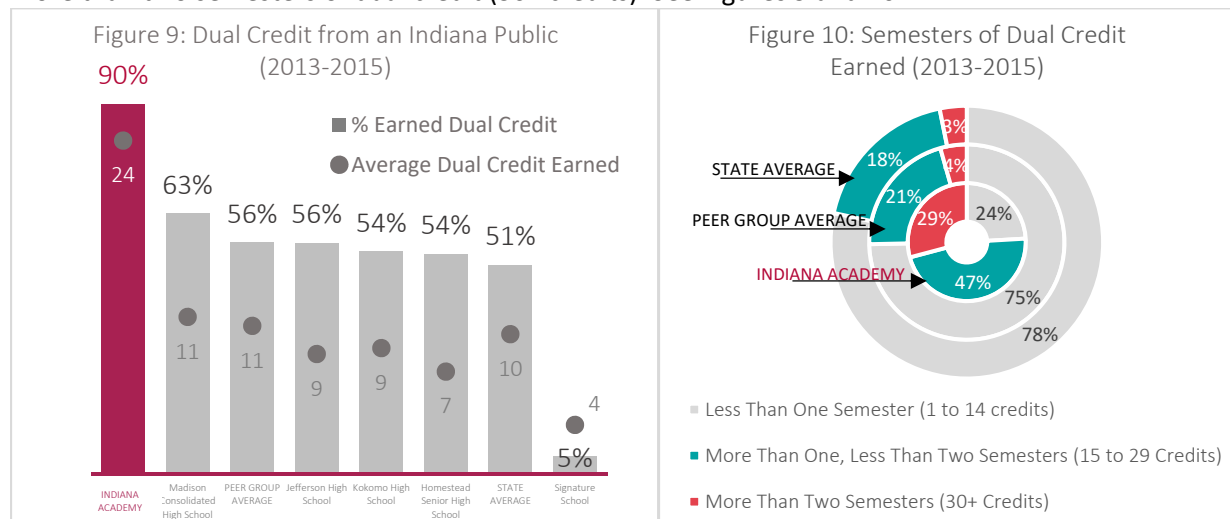 Figure 9: Dual Credit from an Indiana Public
(2013-2015)
90%
% Earned Dual Credit
Average Dual Credit Earned
24
63%
56%
56%
54%
54%
51%
11
11
9
9
7
10
4
5%
INDIANA
ACADEMY
Madison
Consolidated
High School
PEER GROUP
AVERAGE
Jefferson High
School
Kokomo High
School
Homestead
Senior High
School
STATE
AVERAGE
Signature
School
Figure 10: Semesters of Dual Credit
Earned (2013-2015)
3%
18%
STATE AVERAGE
4%
21%
PEER GROUP AVERAGE
29%
24%
INDIANA ACADEMY
47%
75%
78%
Less Than One Semester (1 to 14 credits)
More Than One, Less Than Two Semesters (15 to 29 Credits)
More Than Two Semesters (30+ Credits)